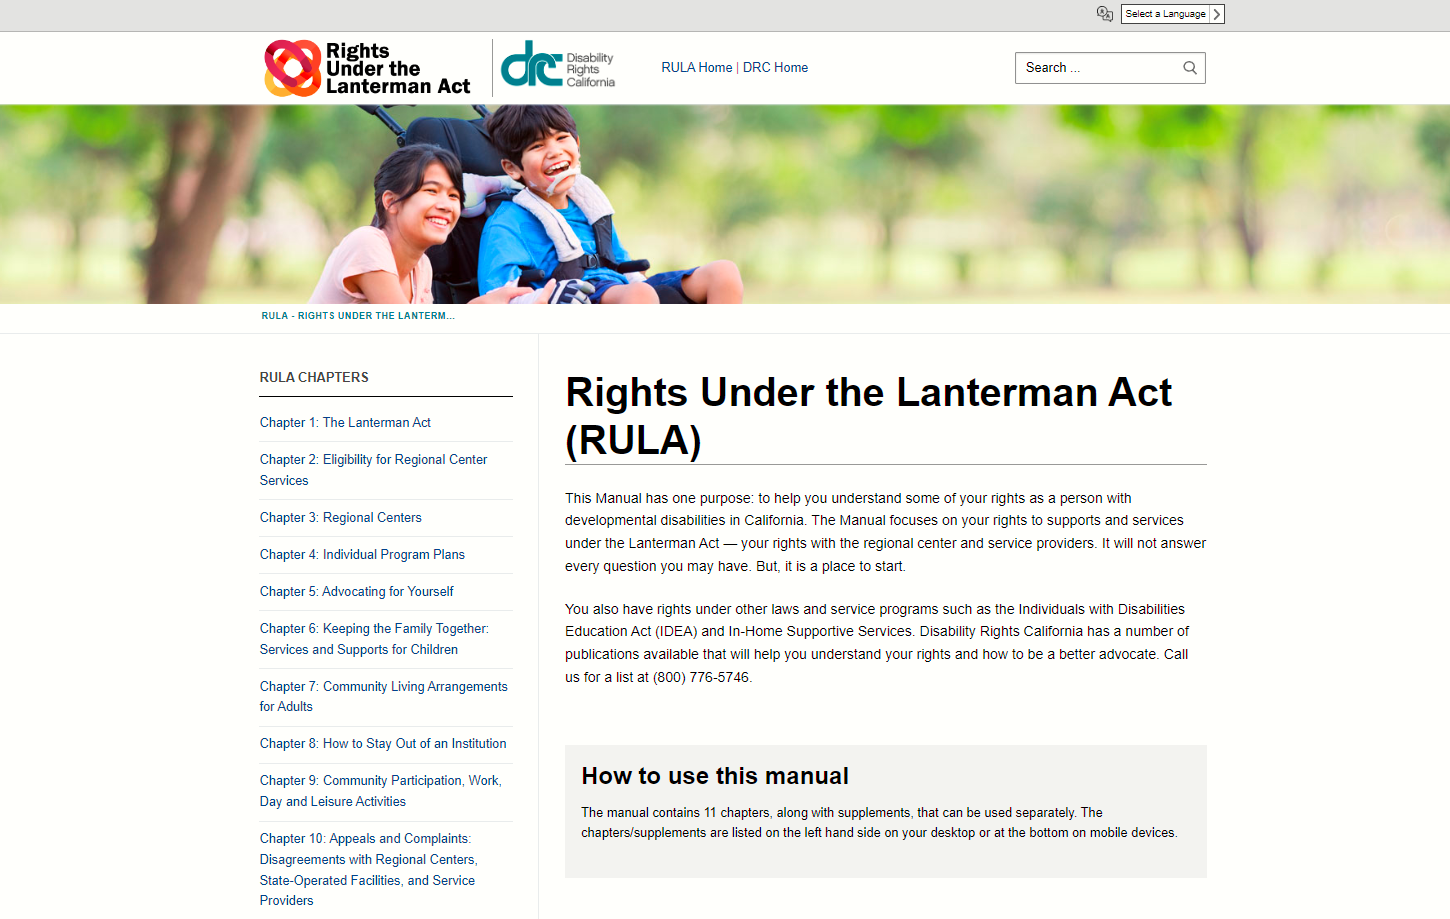 Select a Language
Rights
Under the
Lanterman Act
drc
Disability
Rights
California
RULA Home | DRC Home
Search ...
RULA - RIGHTS UNDER THE LANTERM...
RULA CHAPTERS
Chapter 1: The Lanterman Act
Chapter 2: Eligibility for Regional Center
Services
Chapter 3: Regional Centers
Chapter 4: Individual Program Plans
Chapter 5: Advocating for Yourself
Chapter 6: Keeping the Family Together:
Services and Supports for Children
Chapter 7: Community Living Arrangements
for Adults
Chapter 8: How to Stay Out of an Institution
Chapter 9: Community Participation, Work,
Day and Leisure Activities
Chapter 10: Appeals and Complaints:
Disagreements with Regional Centers,
State-Operated Facilities, and Service
Providers
Rights Under the Lanterman Act
(RULA)
This Manual has one purpose: to help you understand some of your rights as a person with
developmental disabilities in California. The Manual focuses on your rights to supports and services
under the Lanterman Act — your rights with the regional center and service providers. It will not answer
every question you may have. But, it is a place to start.
You also have rights under other laws and service programs such as the Individuals with Disabilities
Education Act (IDEA) and In-Home Supportive Services. Disability Rights California has a number of
publications available that will help you understand your rights and how to be a better advocate. Call
us for a list at (800) 776-5746.
How to use this manual
The manual contains 11 chapters, along with supplements, that can be used separately. The
chapters/supplements are listed on the left hand side on your desktop or at the bottom on mobile devices.